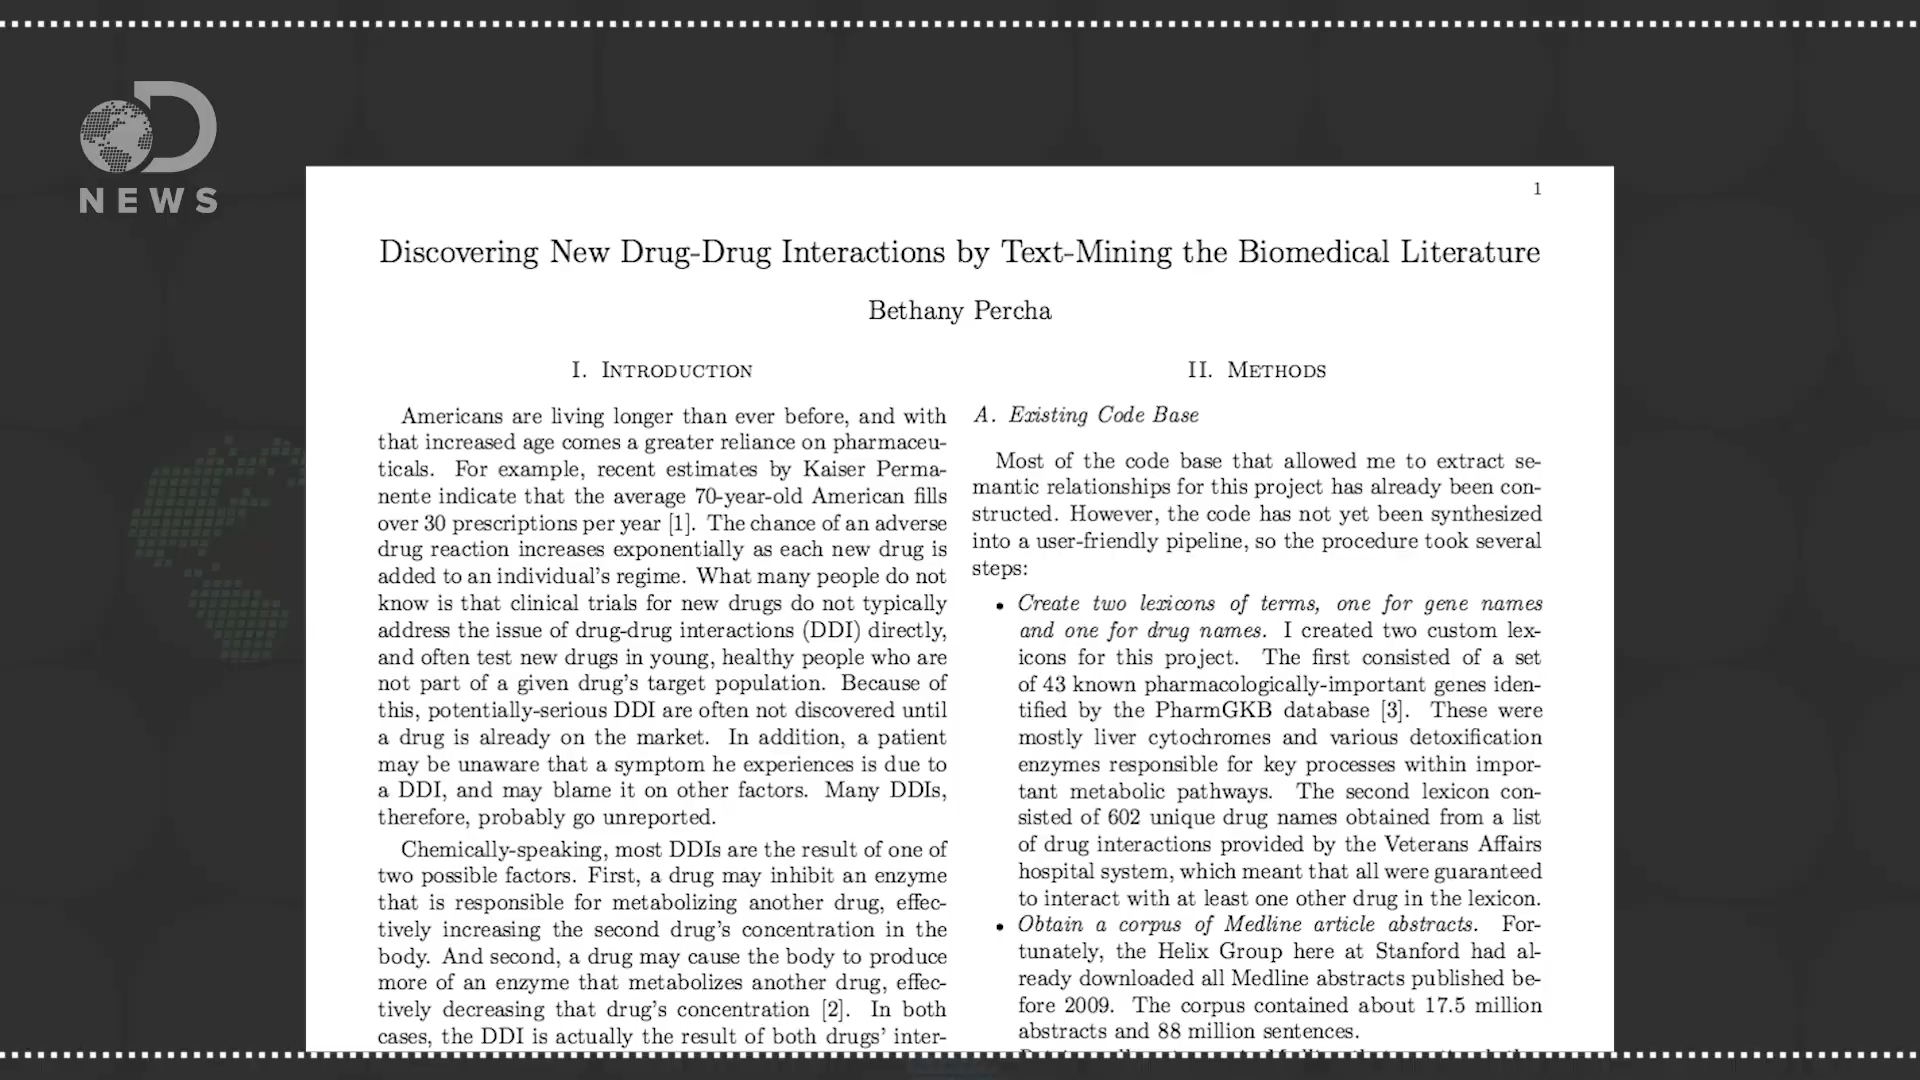 NEWS
1
Discovering New Drug-Drug Interactions by Text-Mining the Biomedical Literature
Bethany Percha
I. Introduction
Americans are living longer than ever before, and with
that increased age comes a greater reliance on pharmaceu-
ticals. For example, recent estimates by Kaiser Perma-
nente indicate that the average 70-year-old American fills
over 30 prescriptions per year [1]. The chance of an adverse
drug reaction increases exponentially as each new drug is
added to an individual's regime. What many people do not
know is that clinical trials for new drugs do not typically
address the issue of drug-drug interactions (DDI) directly,
and often test new drugs in young, healthy people who are
not part of a given drug's target population. Because of
this, potentially-serious DDI are often not discovered until
a drug is already on the market. In addition, a patient
may be unaware that a symptom he experiences is due to
a DDI, and may blame it on other factors. Many DDIs,
therefore, probably go unreported.
Chemically-speaking, most DDIs are the result of one of
two possible factors. First, a drug may inhibit an enzyme
that is responsible for metabolizing another drug, effec-
tively increasing the second drug's concentration in the
body. And second, a drug may cause the body to produce
more of an enzyme that metabolizes another drug, effec-
tively decreasing that drug's concentration [2]. In both
cases, the DDI is actually the result of both drugs' inter-
II. Methods
A. Existing Code Base
Most of the code base that allowed me to extract se-
mantic relationships for this project has already been con-
structed. However, the code has not yet been synthesized
into a user-friendly pipeline, so the procedure took several
steps:
• Create two lexicons of terms, one for gene names
and one for drug names. I created two custom lex-
icons for this project. The first consisted of a set
of 43 known pharmacologically-important genes iden-
tified by the PharmGKB database [3]. These were
mostly liver cytochromes and various detoxification
enzymes responsible for key processes within impor-
tant metabolic pathways. The second lexicon con-
sisted of 602 unique drug names obtained from a list
of drug interactions provided by the Veterans Affairs
hospital system, which meant that all were guaranteed
to interact with at least one other drug in the lexicon.
• Obtain a corpus of Medline article abstracts. For-
tunately, the Helix Group here at Stanford had al-
ready downloaded all Medline abstracts published be-
fore 2009. The corpus contained about 17.5 million
abstracts and 88 million sentences.